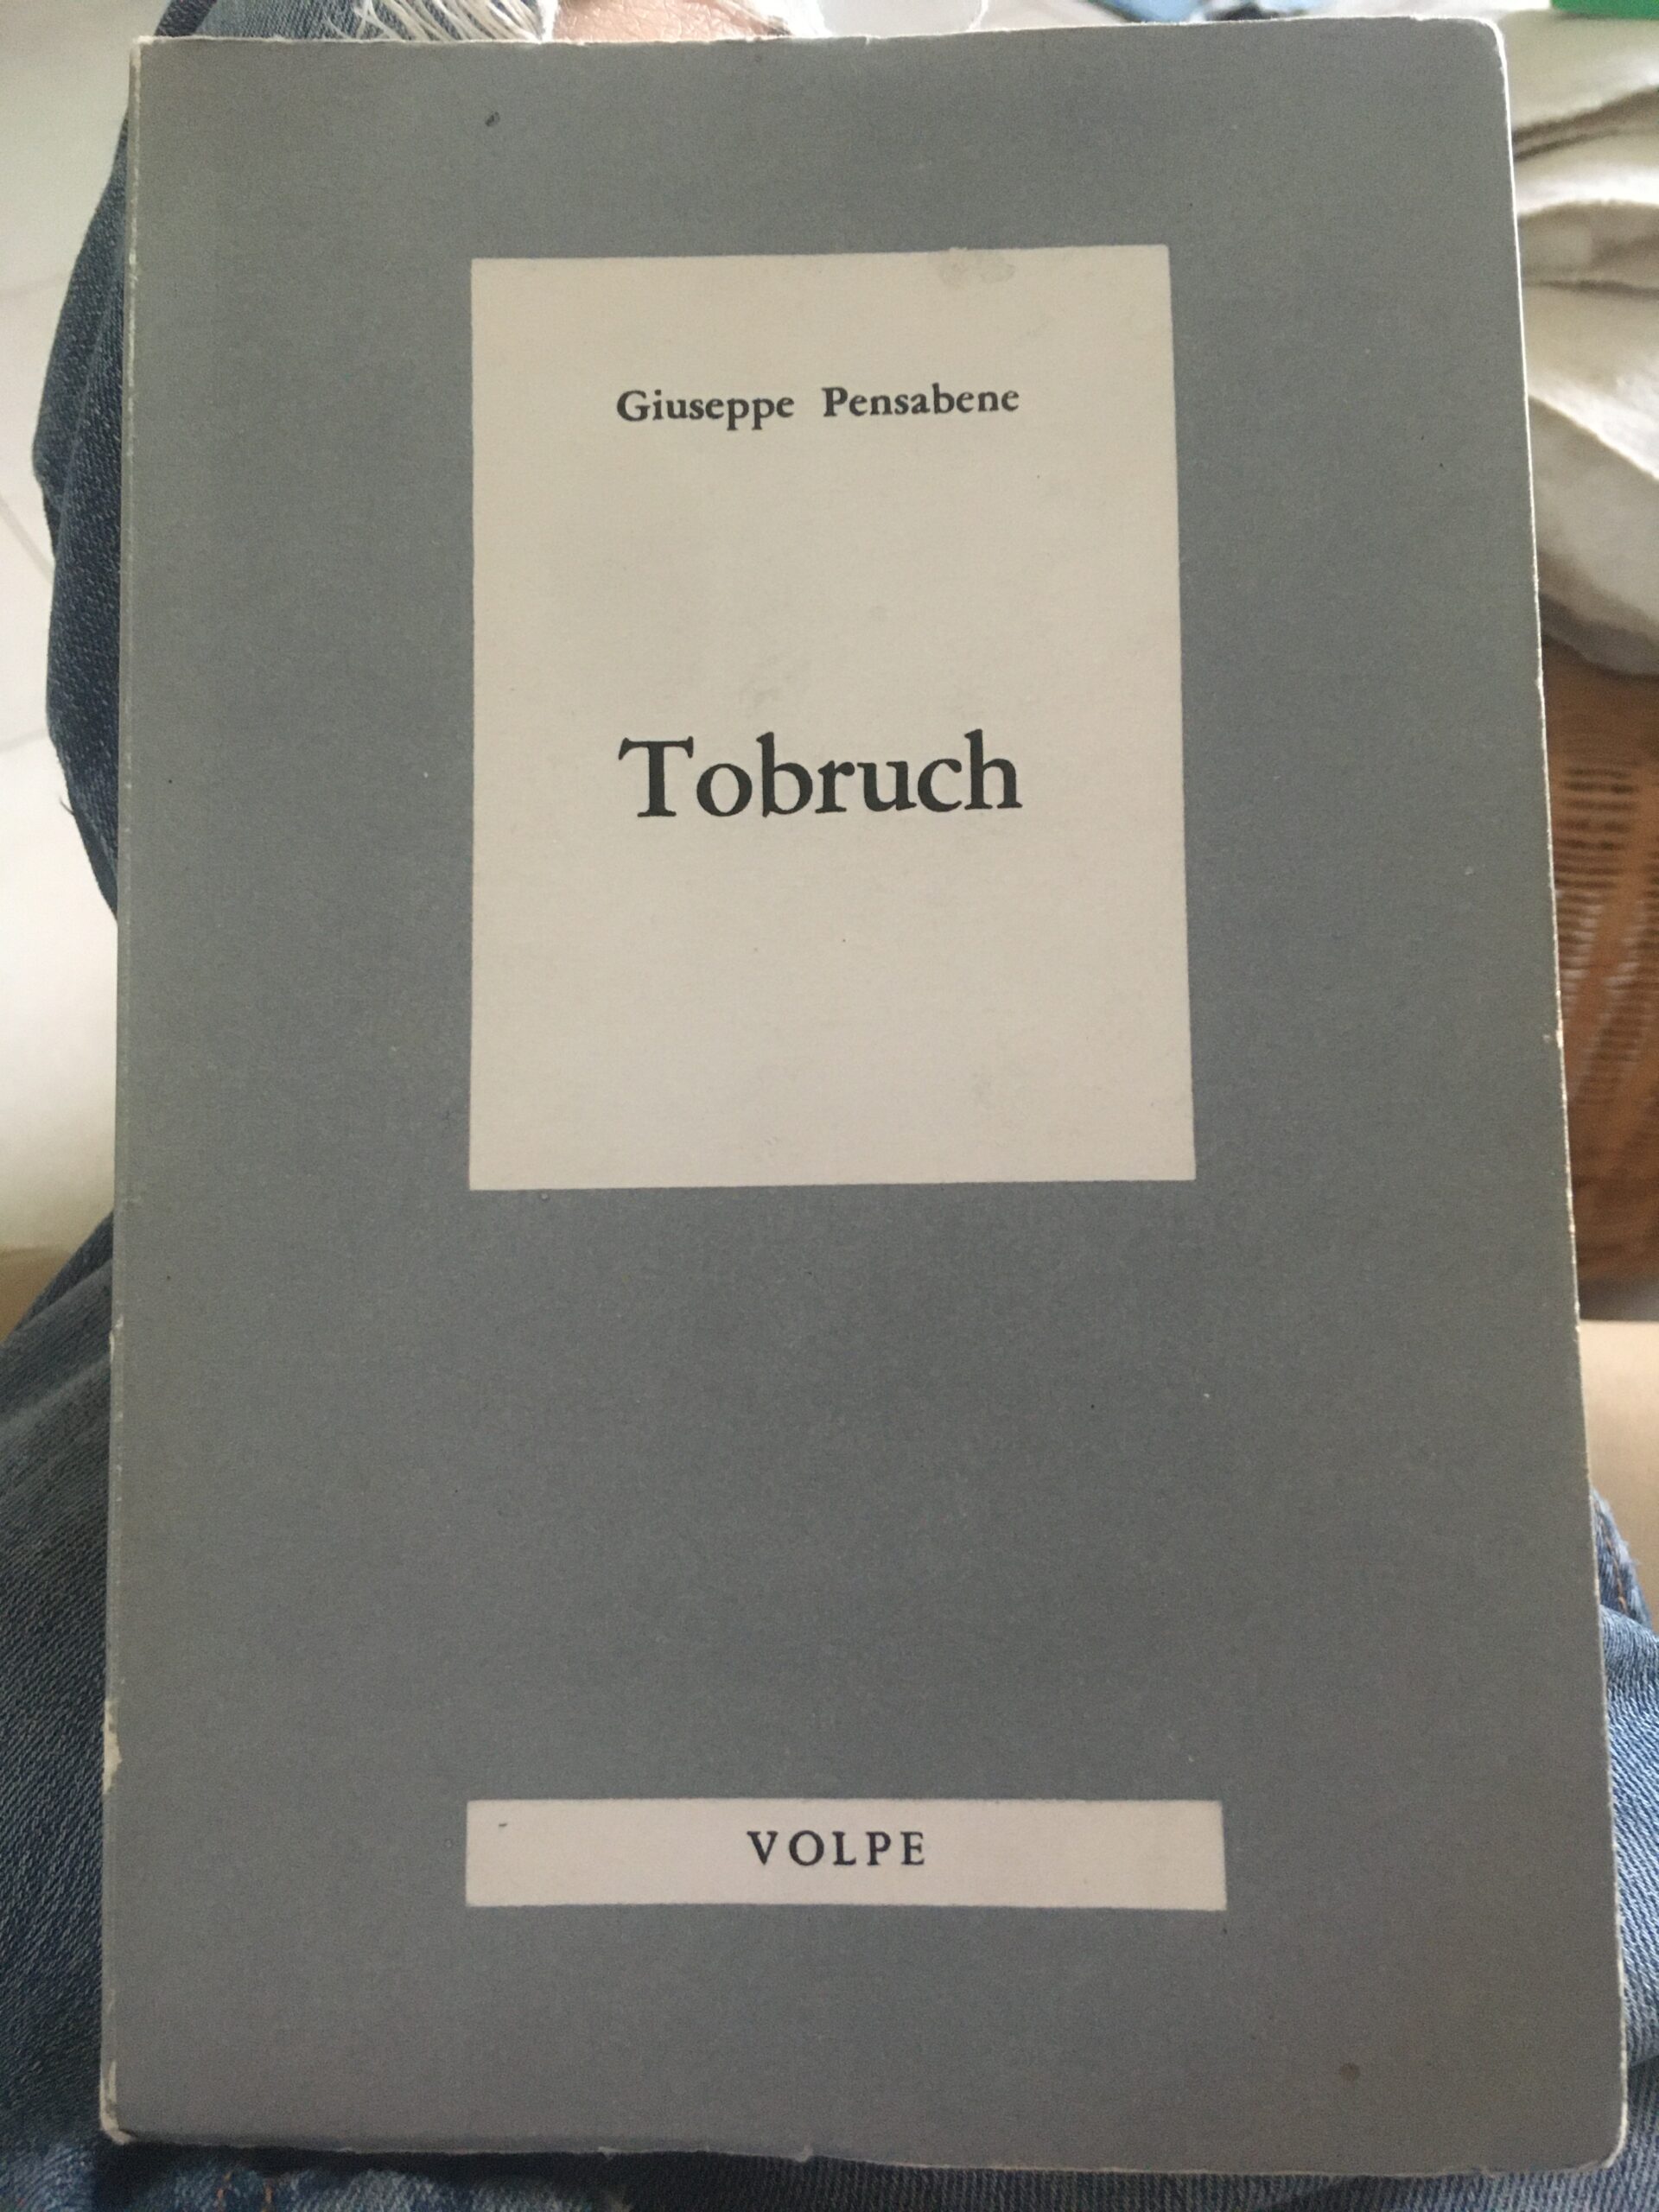 Giuseppe Pensabene
Tobruch
VOLPE